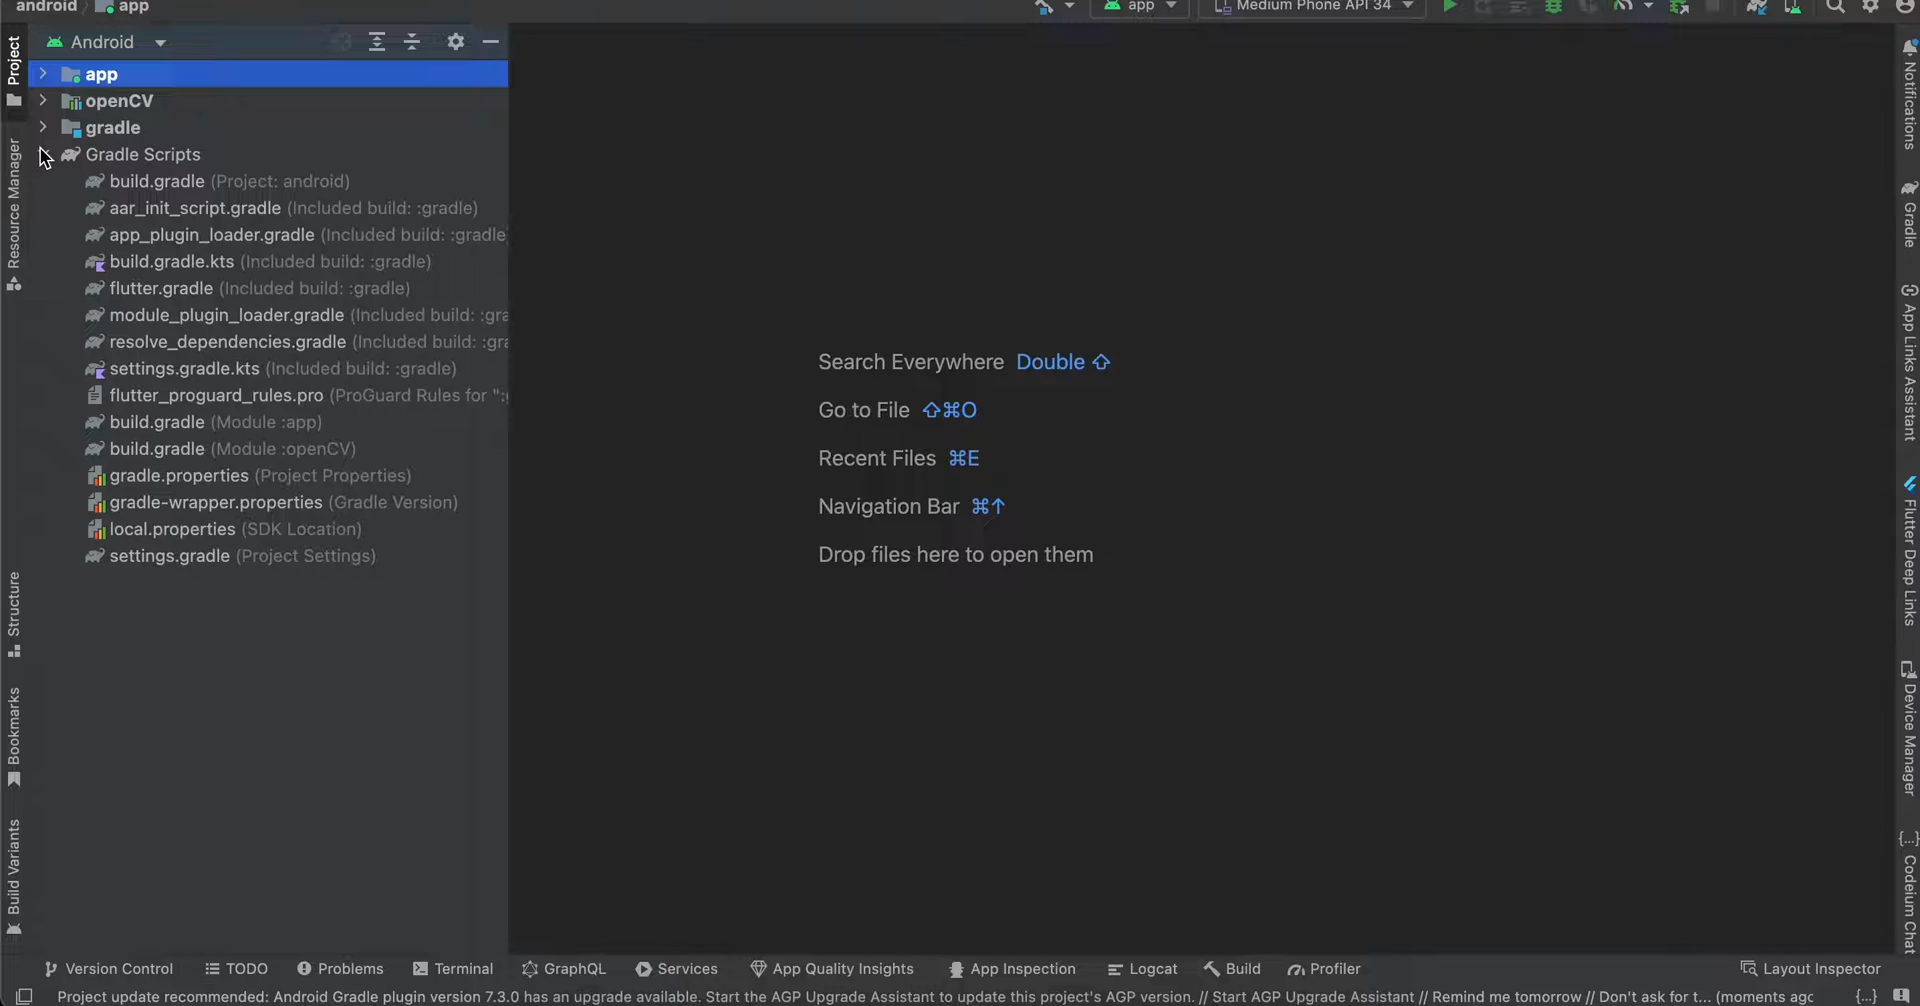 android app
app Medium Phone API 34
Android
app
openCV
gradle
Gradle Scripts
build.gradle (Project: android)
aar_init_script.gradle (Included build: :gradle)
app_plugin_loader.gradle (Included build: :gradle
build.gradle.kts (Included build: :gradle)
flutter.gradle (Included build: :gradle)
module_plugin_loader.gradle (Included build: :gra
resolve_dependencies.gradle (Included build: :gra
settings.gradle.kts (Included build: :gradle)
flutter_proguard_rules.pro (ProGuard Rules for ":g
build.gradle (Module :app)
build.gradle (Module :openCV)
gradle.properties (Project Properties)
gradle-wrapper.properties (Gradle Version)
local.properties (SDK Location)
settings.gradle (Project Settings)
Project
Resource Manager
Structure
Bookmarks
Build Variants
Search Everywhere Double ⇧
Go to File ⇧⌘O
Recent Files ⌘E
Navigation Bar ⌘↑
Drop files here to open them
Notifications
Gradle
App Links Assistant
Flutter Deep Links
Device Manager
{...}
Codeium Chat
Version Control TODO Problems Terminal GraphQL Services App Quality Insights App Inspection Logcat Build Profiler Layout Inspector
Project update recommended: Android Gradle plugin version 7.3.0 has an upgrade available. Start the AGP Upgrade Assistant to update this project's AGP version. // Start AGP Upgrade Assistant // Remind me tomorrow // Don't ask for t... (moments ago {...}